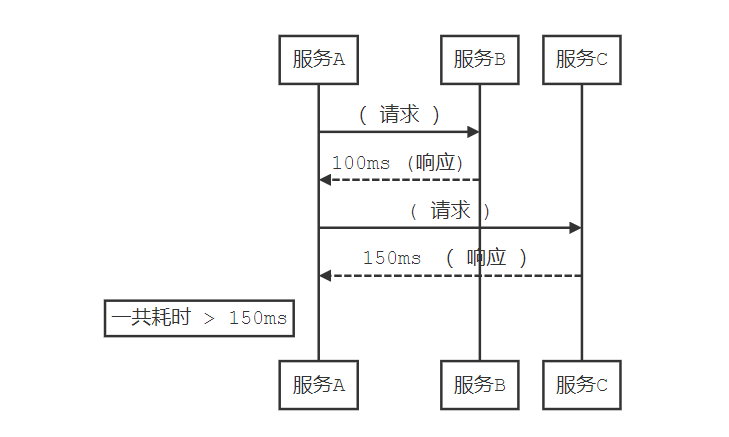 服务A 服务B 服务C
( 请求 )
100ms (响应)
( 请求 )
150ms ( 响应 )
一共耗时 > 150ms
服务A 服务B 服务C